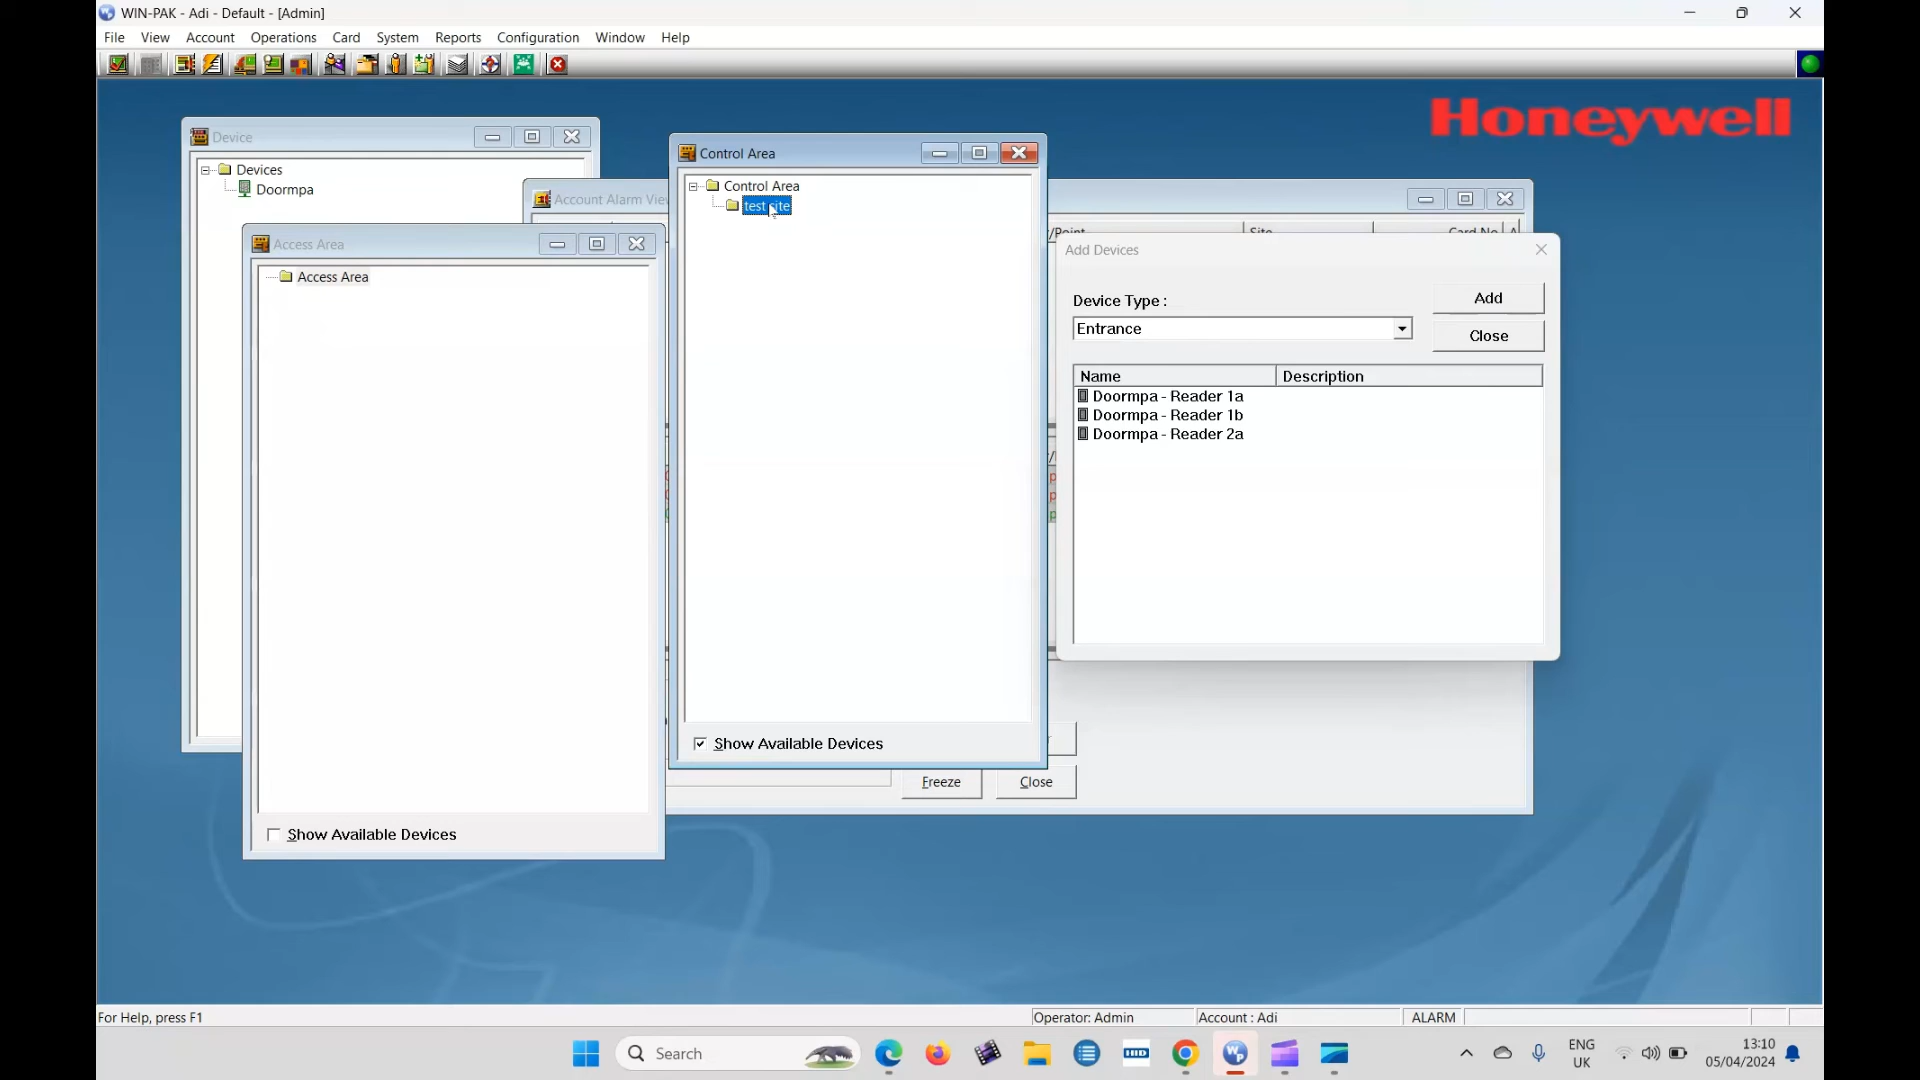 WIN-PAK - Adi - Default - [Admin]
File View Account Operations Card System Reports Operations Configuration Window Help
Honeywell
Device
Devices
Doormpa
Account Alarm Vie
Control Area
Control Area
test site
/Point Site Card No A
Access Area
Access Area
Add Devices
Device Type :
Entrance
Add
Close
Name Description
Doormpa - Reader 1a
Doormpa - Reader 1b
Doormpa - Reader 2a
Show Available Devices
Freeze Close
Show Available Devices
For Help, press F1
Operator: Admin
Account : Adi
ALARM
Search
HID
ENG
UK
13:10
05/04/2024